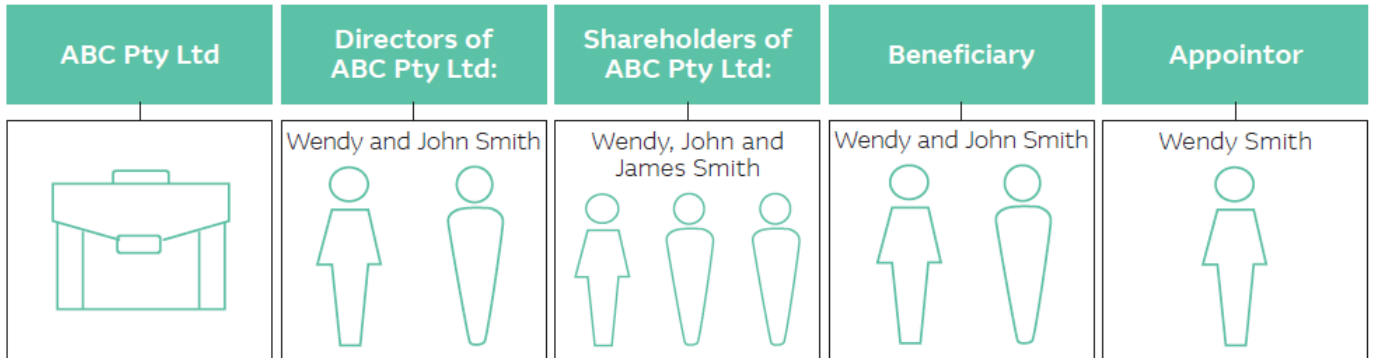 ABC Pty Ltd
Directors of
ABC Pty Ltd:
Shareholders of
ABC Pty Ltd:
Beneficiary
Appointor
Wendy and John Smith
Wendy, John and
James Smith
Wendy and John Smith
Wendy Smith